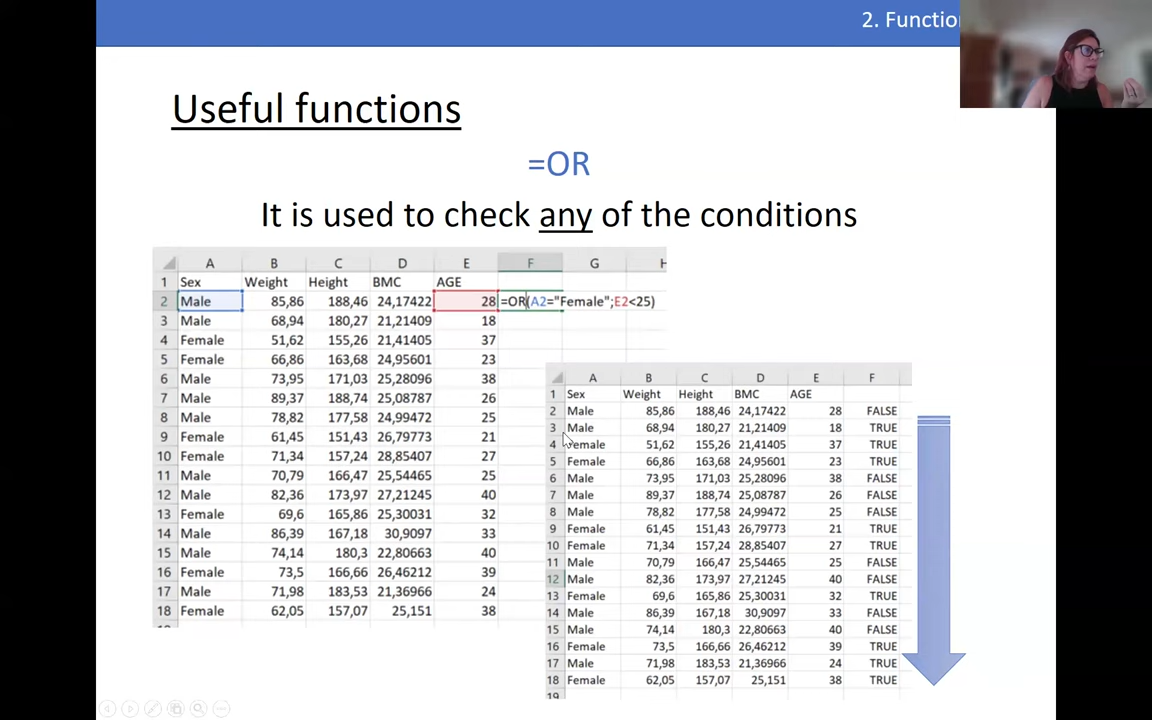 2. Functio
Useful functions
=OR
It is used to check any of the conditions
A B C D E F G H
1 Sex Weight Height BMC AGE
2 Male 85,86 188,46 24,17422 28 =OR(A2="Female";E2<25)
3 Male 68,94 180,27 21,21409 18
4 Female 51,62 155,26 21,41405 37
5 Female 66,86 163,68 24,95601 23
6 Male 73,95 171,03 25,28096 38
7 Male 89,37 188,74 25,08787 26
8 Male 78,82 177,58 24,99472 25
9 Female 61,45 151,43 26,79773 21
10 Female 71,34 157,24 28,85407 27
11 Male 70,79 166,47 25,54465 25
12 Male 82,36 173,97 27,21245 40
13 Female 69,6 165,86 25,30031 32
14 Male 86,39 167,18 30,9097 33
15 Male 74,14 180,3 22,80663 40
16 Female 73,5 166,66 26,46212 39
17 Male 71,98 183,53 21,36966 24
18 Female 62,05 157,07 25,151 38
A B C D E F
1 Sex Weight Height BMC AGE
2 Male 85,86 188,46 24,17422 28 FALSE
3 Male 68,94 180,27 21,21409 18 TRUE
4 Female 51,62 155,26 21,41405 37 TRUE
5 Female 66,86 163,68 24,95601 23 TRUE
6 Male 73,95 171,03 25,28096 38 FALSE
7 Male 89,37 188,74 25,08787 26 FALSE
8 Male 78,82 177,58 24,99472 25 FALSE
9 Female 61,45 151,43 26,79773 21 TRUE
10 Female 71,34 157,24 28,85407 27 TRUE
11 Male 70,79 166,47 25,54465 25 FALSE
12 Male 82,36 173,97 27,21245 40 FALSE
13 Female 69,6 165,86 25,30031 32 TRUE
14 Male 86,39 167,18 30,9097 33 FALSE
15 Male 74,14 180,3 22,80663 40 FALSE
16 Female 73,5 166,66 26,46212 39 TRUE
17 Male 71,98 183,53 21,36966 24 TRUE
18 Female 62,05 157,07 25,151 38 TRUE
19